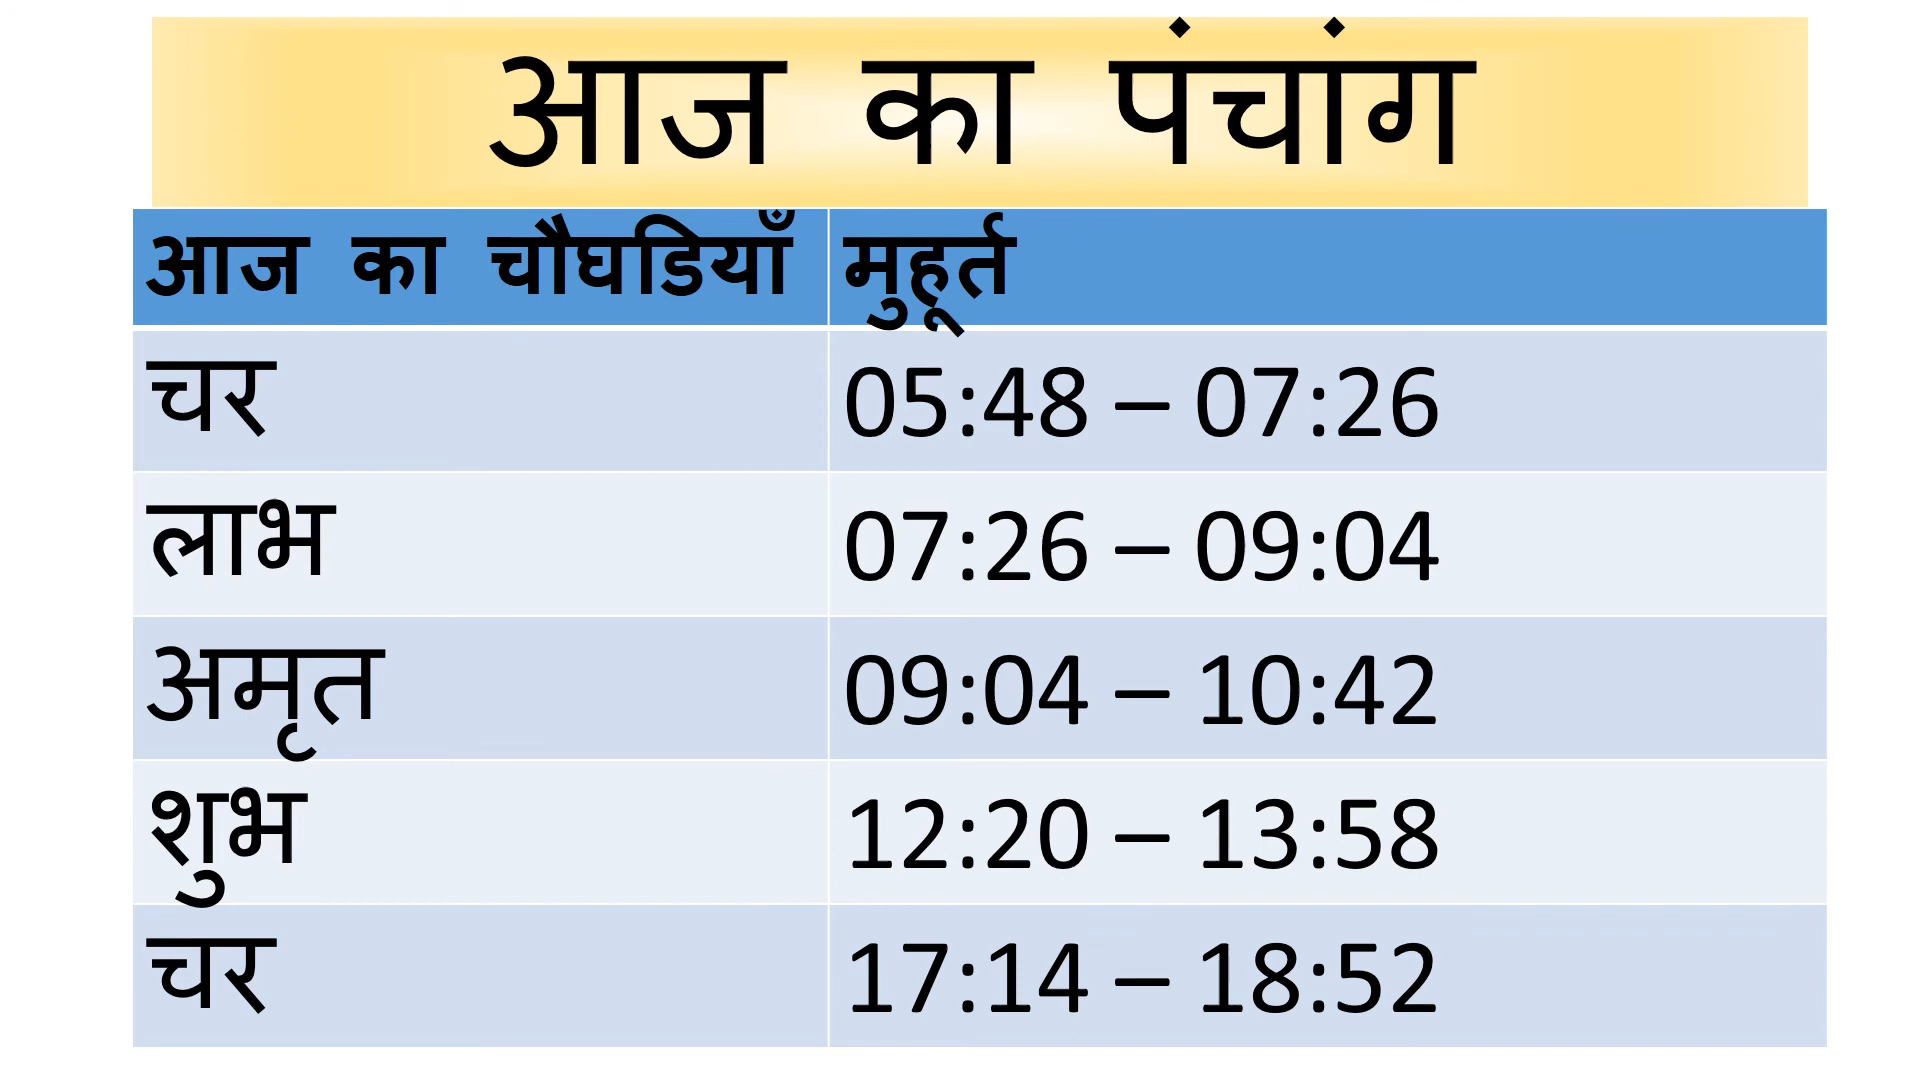 आज का पंचांग
आज का चौघडियाँ मुहूर्त
चर 05:48 – 07:26
लाभ 07:26 – 09:04
अमृत 09:04 – 10:42
शुभ 12:20 – 13:58
चर 17:14 – 18:52